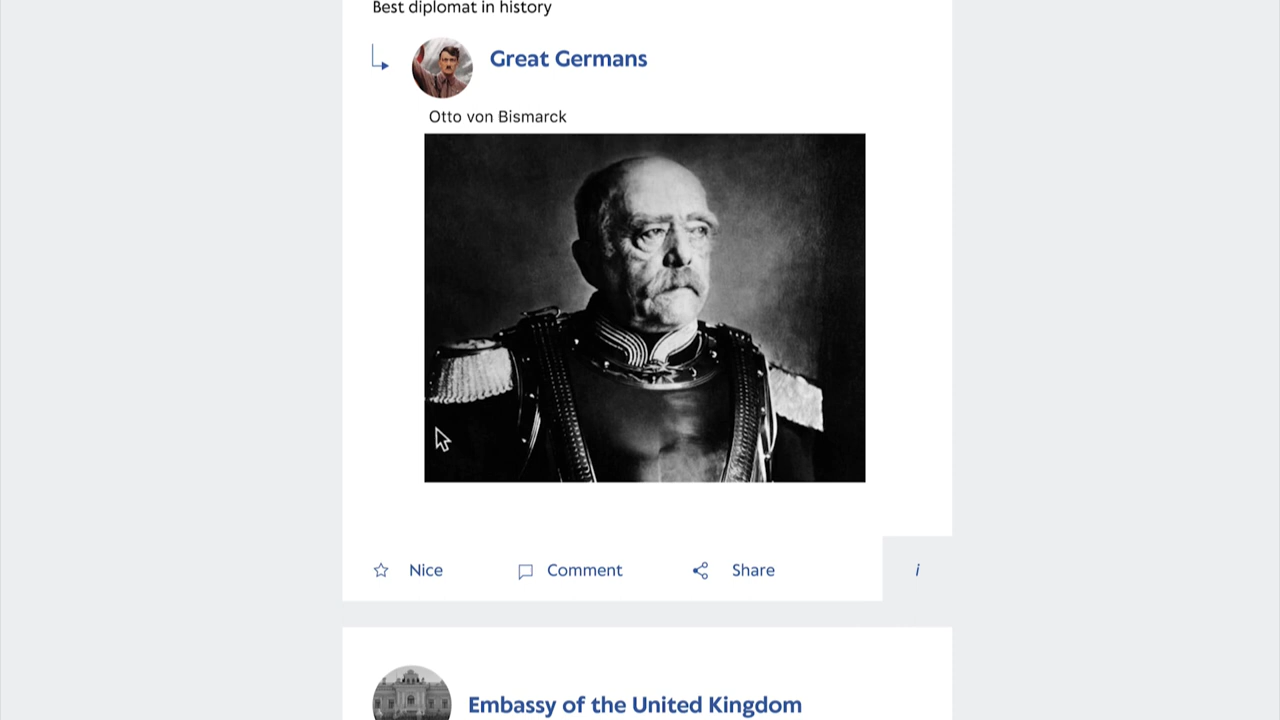 Best diplomat in history
Great Germans
Otto von Bismarck
Nice
Comment
Share
i
Embassy of the United Kingdom